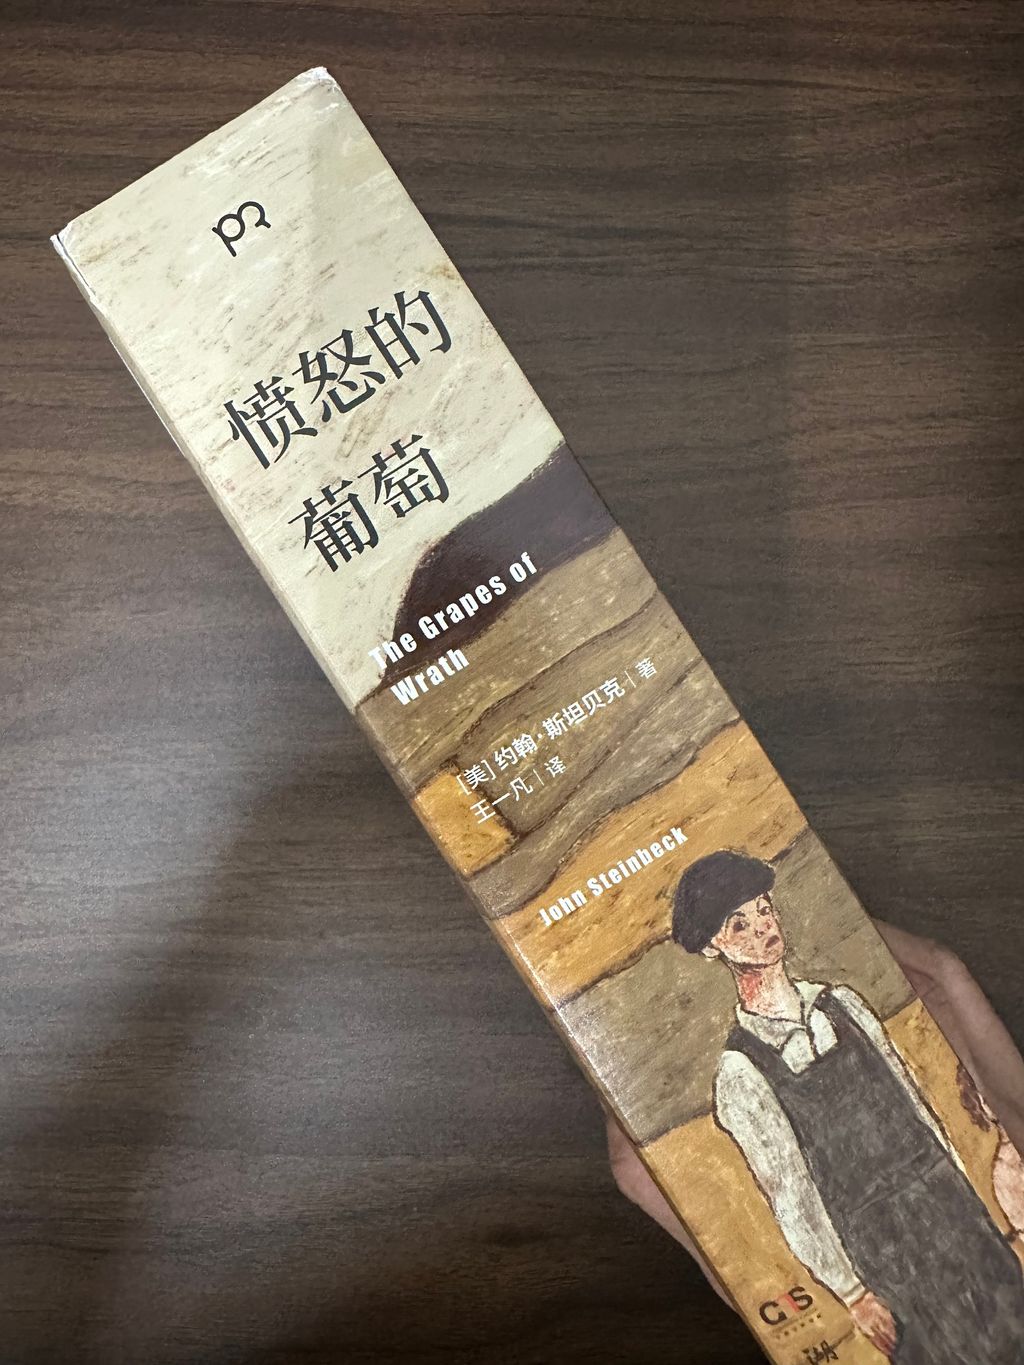 愤怒的
葡萄
The Grapes of
Wrath
[美] 约翰·斯坦贝克｜著
王一凡｜译
John Steinbeck
湖